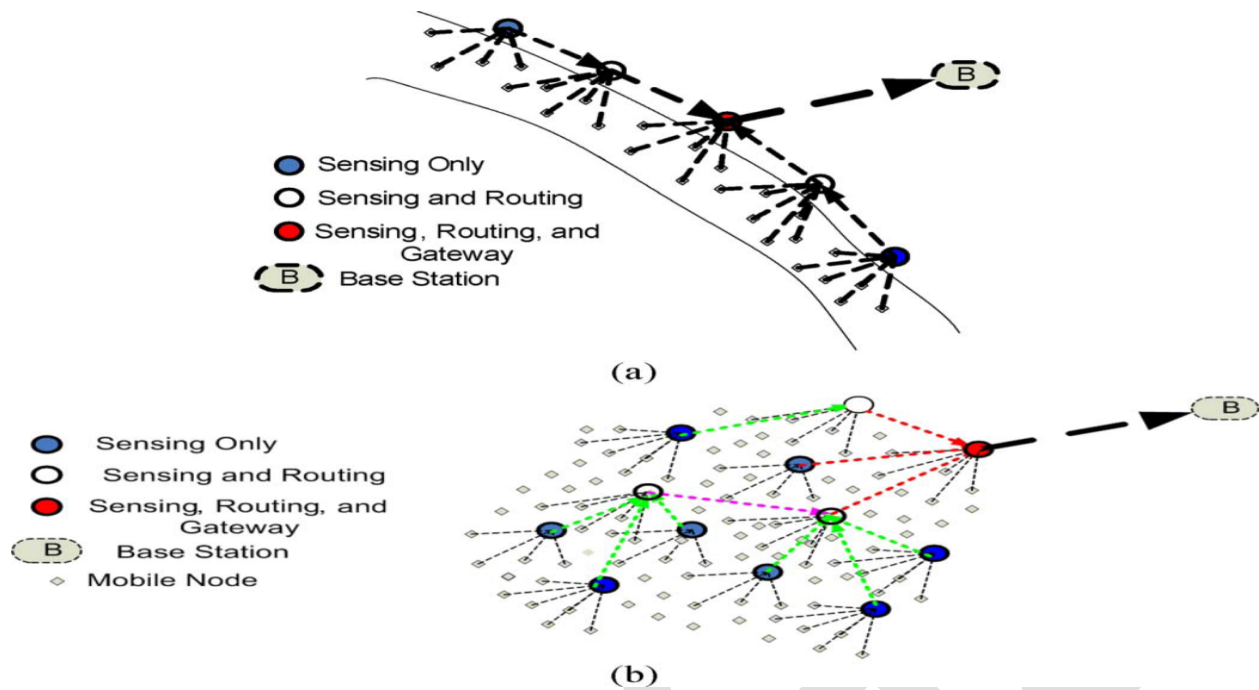 B
Sensing Only
Sensing and Routing
Sensing, Routing, and
Gateway
B Base Station
(a)
B
Sensing Only
Sensing and Routing
Sensing, Routing, and
Gateway
B Base Station
Mobile Node
(b)